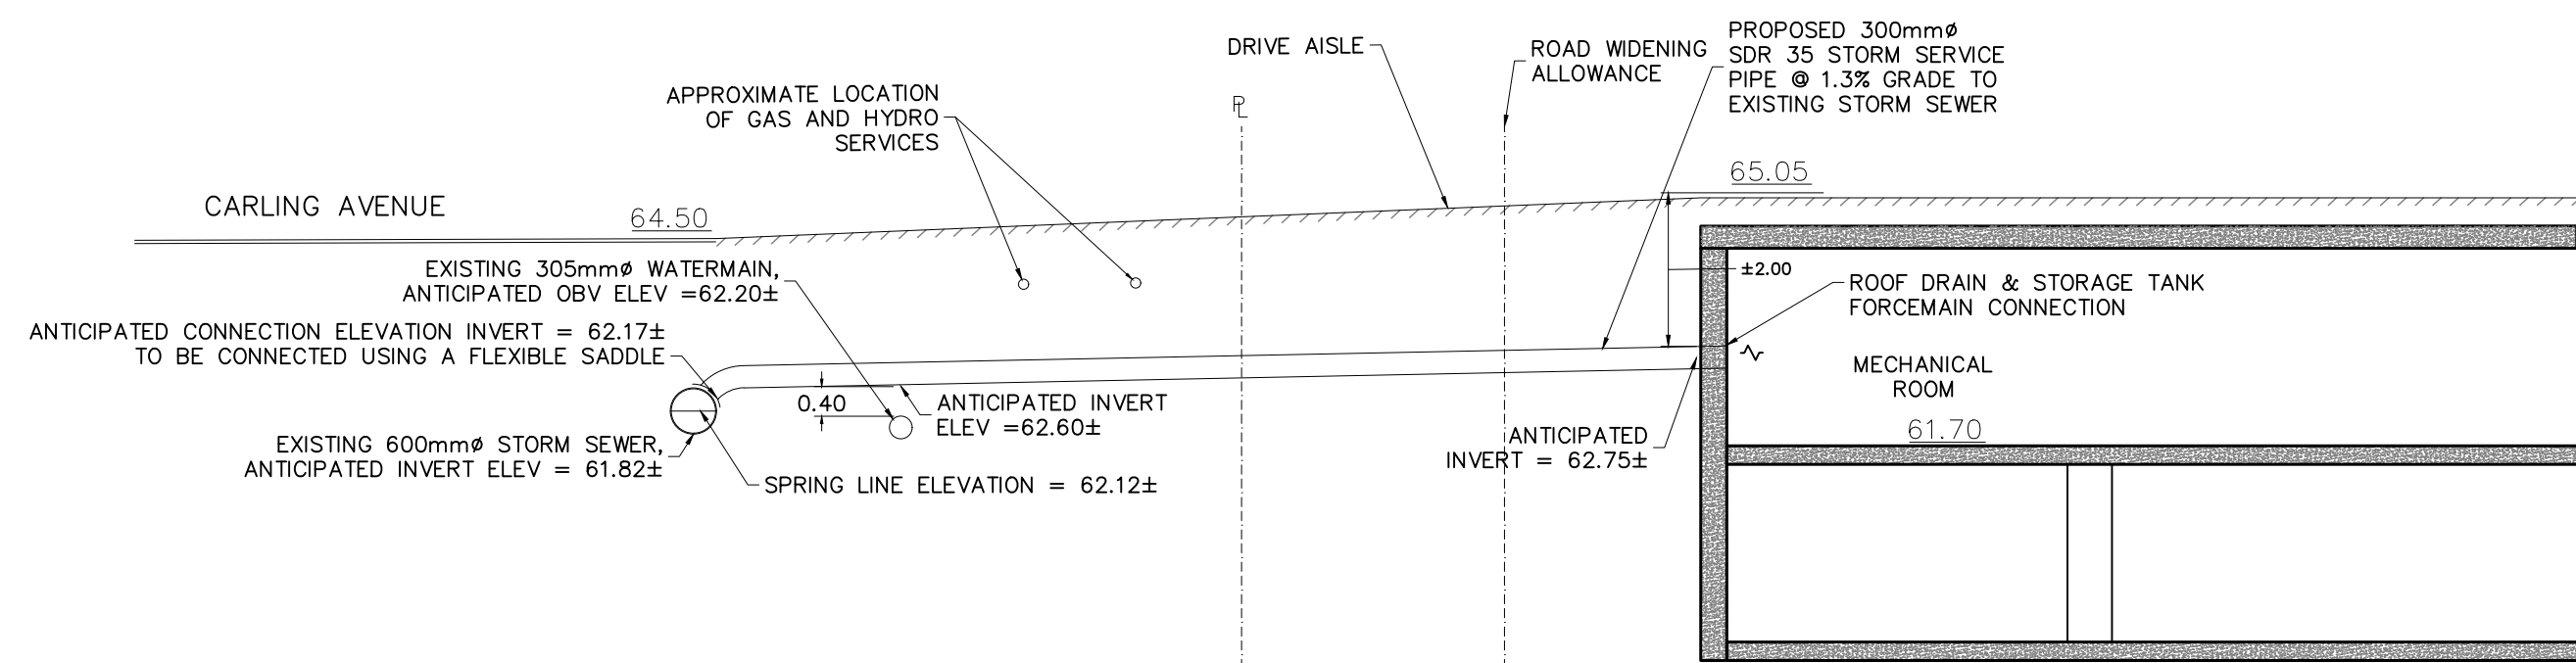 PROPOSED 300mmø
SDR 35 STORM SERVICE
PIPE @ 1.3% GRADE TO
EXISTING STORM SEWER
DRIVE AISLE
ROAD WIDENING
ALLOWANCE
APPROXIMATE LOCATION
OF GAS AND HYDRO
SERVICES
PL
65.05
CARLING AVENUE
64.50
EXISTING 305mmø WATERMAIN,
ANTICIPATED OBV ELEV =62.20±
±2.00
ROOF DRAIN & STORAGE TANK
FORCEMAIN CONNECTION
ANTICIPATED CONNECTION ELEVATION INVERT = 62.17±
TO BE CONNECTED USING A FLEXIBLE SADDLE
MECHANICAL
ROOM
61.70
0.40
ANTICIPATED INVERT
ELEV =62.60±
ANTICIPATED
INVERT = 62.75±
EXISTING 600mmø STORM SEWER,
ANTICIPATED INVERT ELEV = 61.82±
SPRING LINE ELEVATION = 62.12±